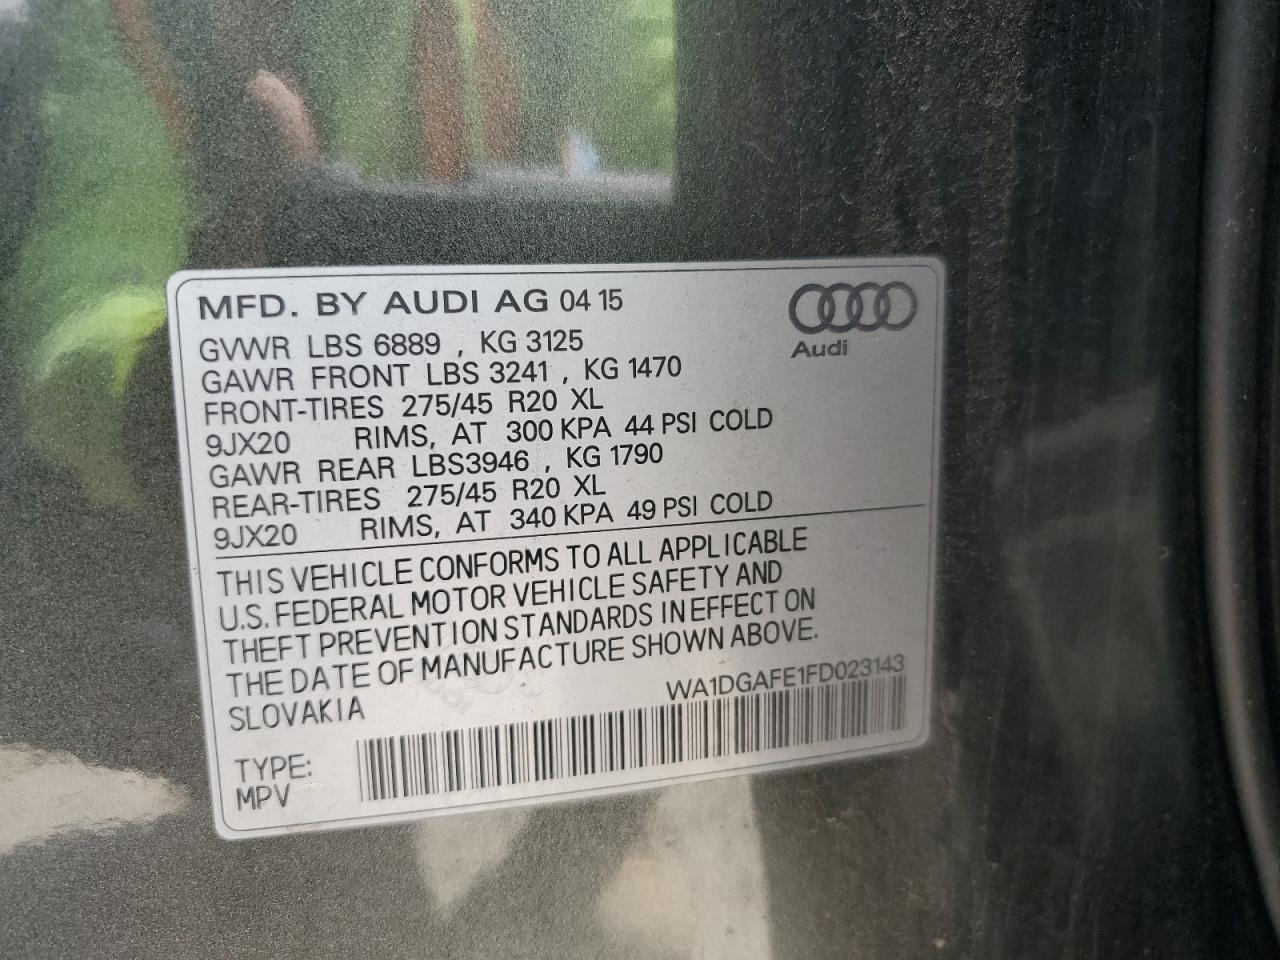 MFD. BY AUDI AG 04 15
Audi
GVWR LBS 6889 , KG 3125
GAWR FRONT LBS 3241 , KG 1470
FRONT-TIRES 275/45 R20 XL
9JX20 RIMS, AT 300 KPA 44 PSI COLD
GAWR REAR LBS3946 , KG 1790
REAR-TIRES 275/45 R20 XL
9JX20 RIMS, AT 340 KPA 49 PSI COLD
THIS VEHICLE CONFORMS TO ALL APPLICABLE
U.S. FEDERAL MOTOR VEHICLE SAFETY AND
THEFT PREVENTION STANDARDS IN EFFECT ON
THE DATE OF MANUFACTURE SHOWN ABOVE.
SLOVAKIA
WA1DGAFE1FD023143
TYPE:
MPV